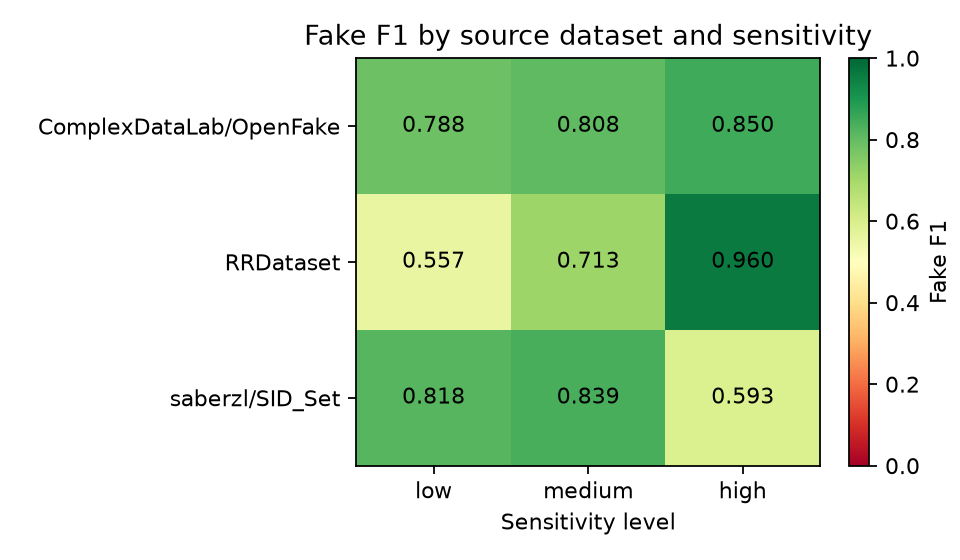 Fake F1 by source dataset and sensitivity
ComplexDataLab/OpenFake 0.788 0.808 0.850
RRDataset 0.557 0.713 0.960
saberzl/SID_Set 0.818 0.839 0.593
low medium high
Sensitivity level
1.0
0.8
0.6
0.4
0.2
0.0
Fake F1